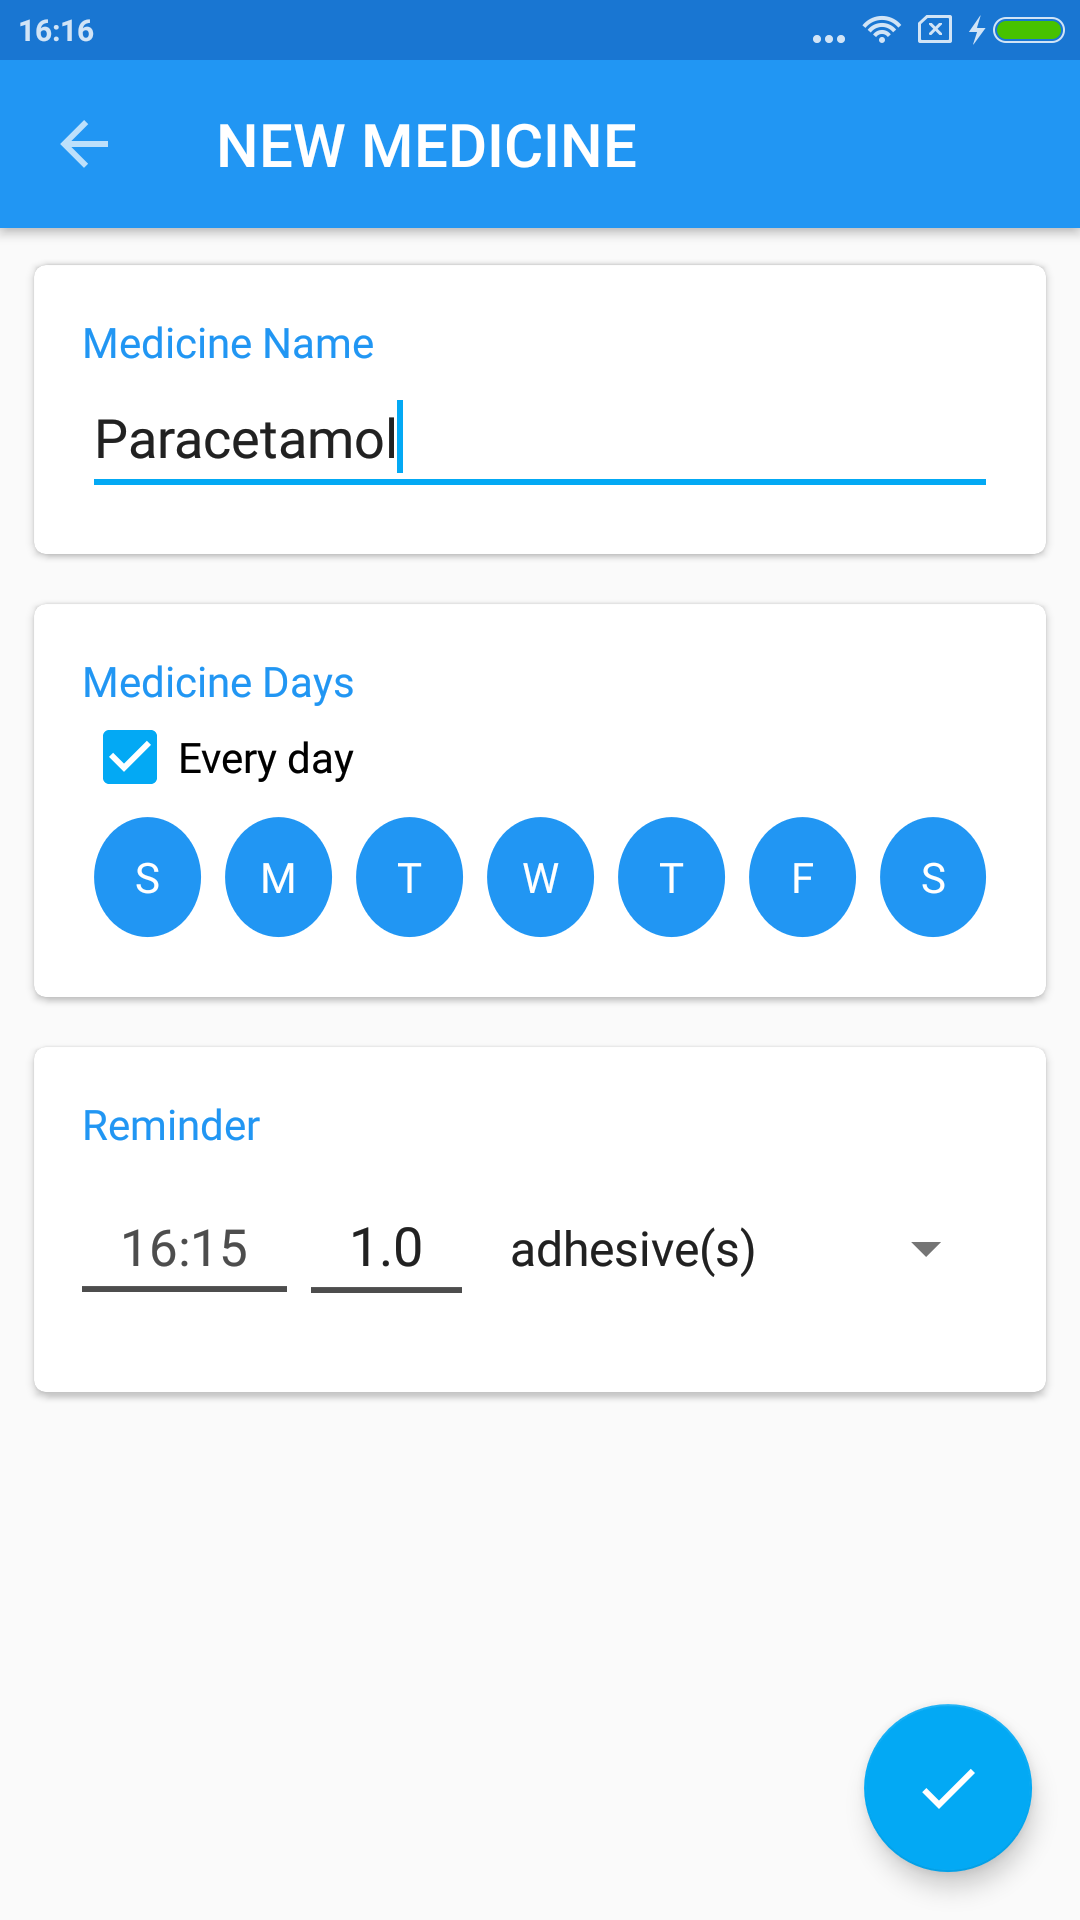 16:16
NEW MEDICINE
Medicine Name
Paracetamol
Medicine Days
Every day
S M T W T F S
Reminder
16:15 1.0 adhesive(s)